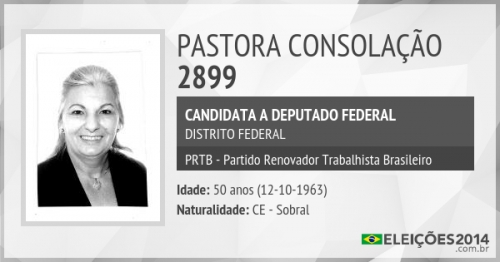 PASTORA CONSOLAÇÃO
2899
CANDIDATA A DEPUTADO FEDERAL
DISTRITO FEDERAL
PRTB - Partido Renovador Trabalhista Brasileiro
Idade: 50 anos (12-10-1963)
Naturalidade: CE - Sobral
ELEIÇÕES2014
.com.br